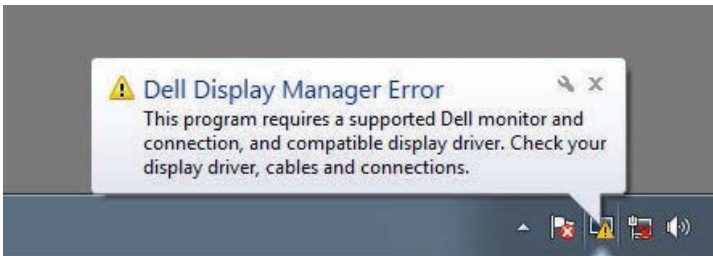 Dell Display Manager Error
This program requires a supported Dell monitor and
connection, and compatible display driver. Check your
display driver, cables and connections.